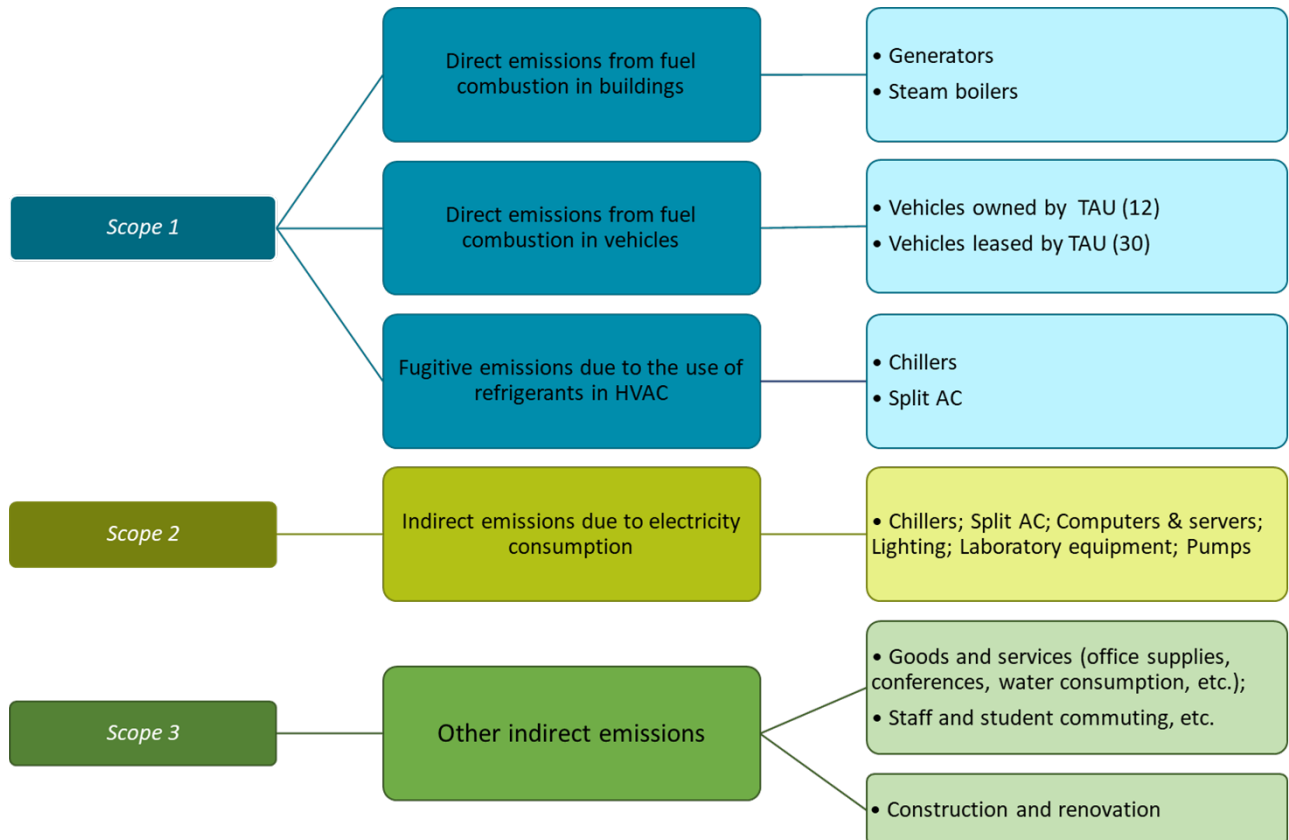 Direct emissions from fuel
combustion in buildings
• Generators
• Steam boilers
Scope 1
Direct emissions from fuel
combustion in vehicles
• Vehicles owned by  TAU (12)
• Vehicles leased by TAU (30)
Fugitive emissions due to the use of
refrigerants in HVAC
• Chillers
• Split AC
Scope 2
Indirect emissions due to electricity
consumption
• Chillers; Split AC; Computers & servers;
Lighting; Laboratory equipment; Pumps
Scope 3
Other indirect emissions
• Goods and services (office supplies,
conferences, water consumption, etc.);
• Staff and student commuting, etc.
• Construction and renovation